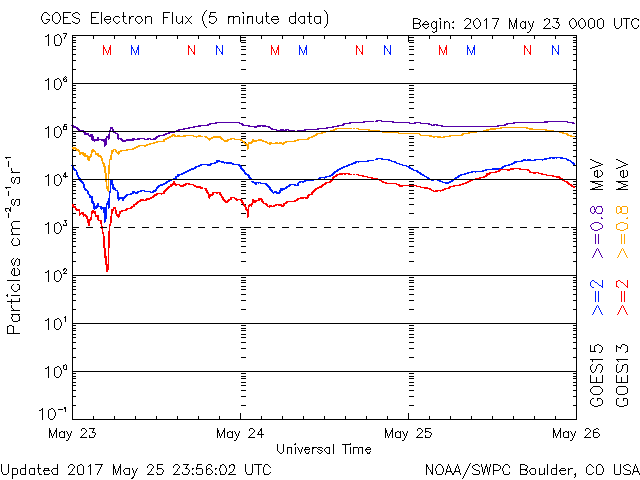 GOES Electron Flux (5 minute data)
Begin: 2017 May 23 0000 UTC
10⁷
M M N N M M N N M M N N
10⁶
10⁵
10⁴
10³
10²
10¹
10⁰
10⁻¹
Particles cm⁻²s⁻¹sr⁻¹
May 23 May 24 May 25 May 26
Universal Time
GOES15 >=2 >=0.8 MeV
GOES13 >=2 >=0.8 MeV
Updated 2017 May 25 23:56:02 UTC
NOAA/SWPC Boulder, CO USA